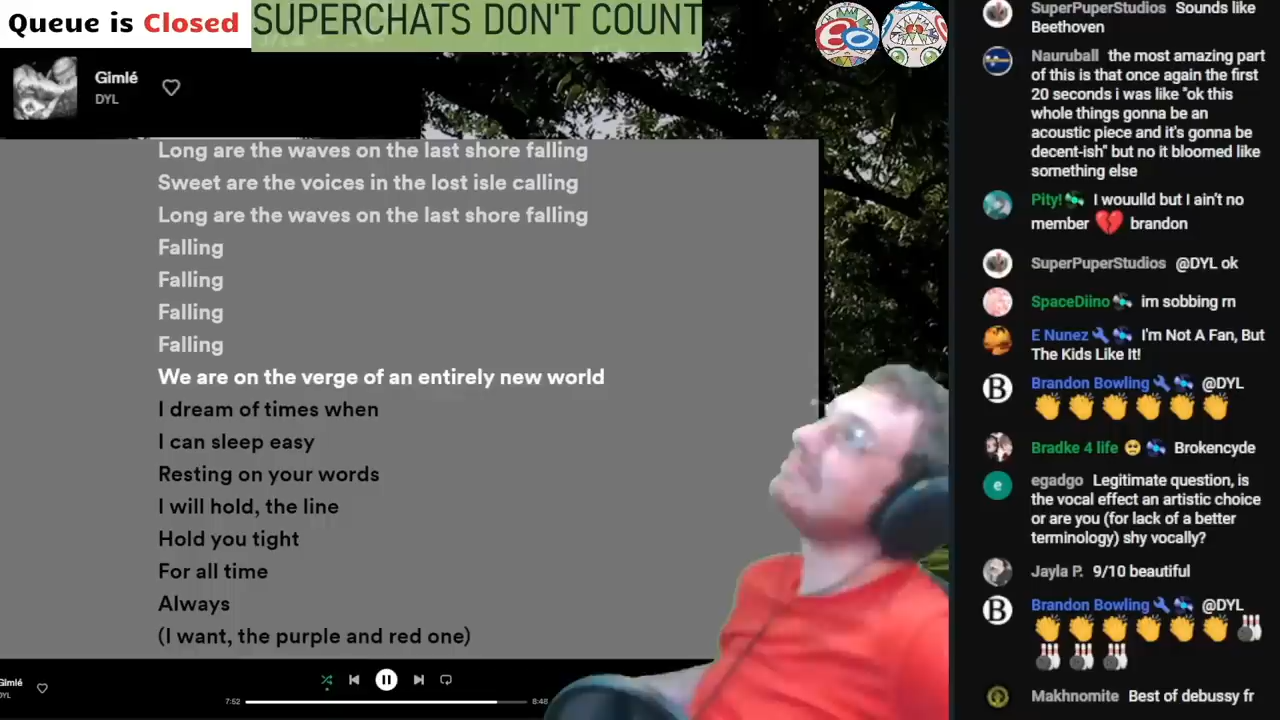 Queue is Closed
SUPERCHATS DON'T COUNT
Gimlé
DYL
Long are the waves on the last shore falling
Sweet are the voices in the lost isle calling
Long are the waves on the last shore falling
Falling
Falling
Falling
Falling
We are on the verge of an entirely new world
I dream of times when
I can sleep easy
Resting on your words
I will hold, the line
Hold you tight
For all time
Always
(I want, the purple and red one)
Gimlé
DYL
7:52
8:48
SuperPuperStudios Sounds like
Beethoven
Nauruball the most amazing part
of this is that once again the first
20 seconds i was like "ok this
whole things gonna be an
acoustic piece and it's gonna be
decent-ish" but no it bloomed like
something else
Pity! I wouulld but I ain't no
member 💔 brandon
SuperPuperStudios @DYL ok
SpaceDiino im sobbing rn
E Nunez I'm Not A Fan, But
The Kids Like It!
B
Brandon Bowling @DYL
👏👏👏👏👏👏
Bradke 4 life 🥺 Brokencyde
e
egadgo Legitimate question, is
the vocal effect an artistic choice
or are you (for lack of a better
terminology) shy vocally?
Jayla P. 9/10 beautiful
B
Brandon Bowling @DYL
👏👏👏👏👏👏🎳
🎳🎳🎳
Makhnomite Best of debussy fr